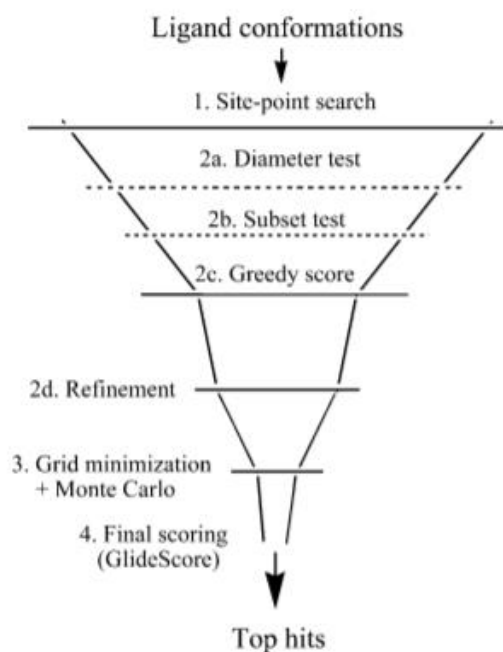 Ligand conformations
1. Site-point search
2a. Diameter test
2b. Subset test
2c. Greedy score
2d. Refinement
3. Grid minimization
+ Monte Carlo
4. Final scoring
(GlideScore)
Top hits